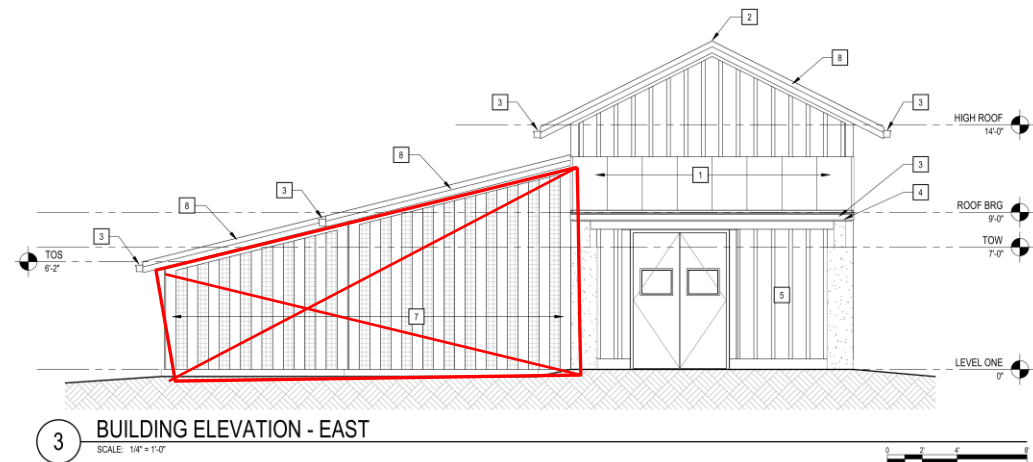 2
8
3
3
HIGH ROOF
14'-0"
8
1
3
3
4
8
ROOF BRG
9'-0"
3
TOW
7'-0"
TOS
6'-2"
7
5
LEVEL ONE
0"
3
BUILDING ELEVATION - EAST
SCALE: 1/4" = 1'-0"
0 2' 4' 8'